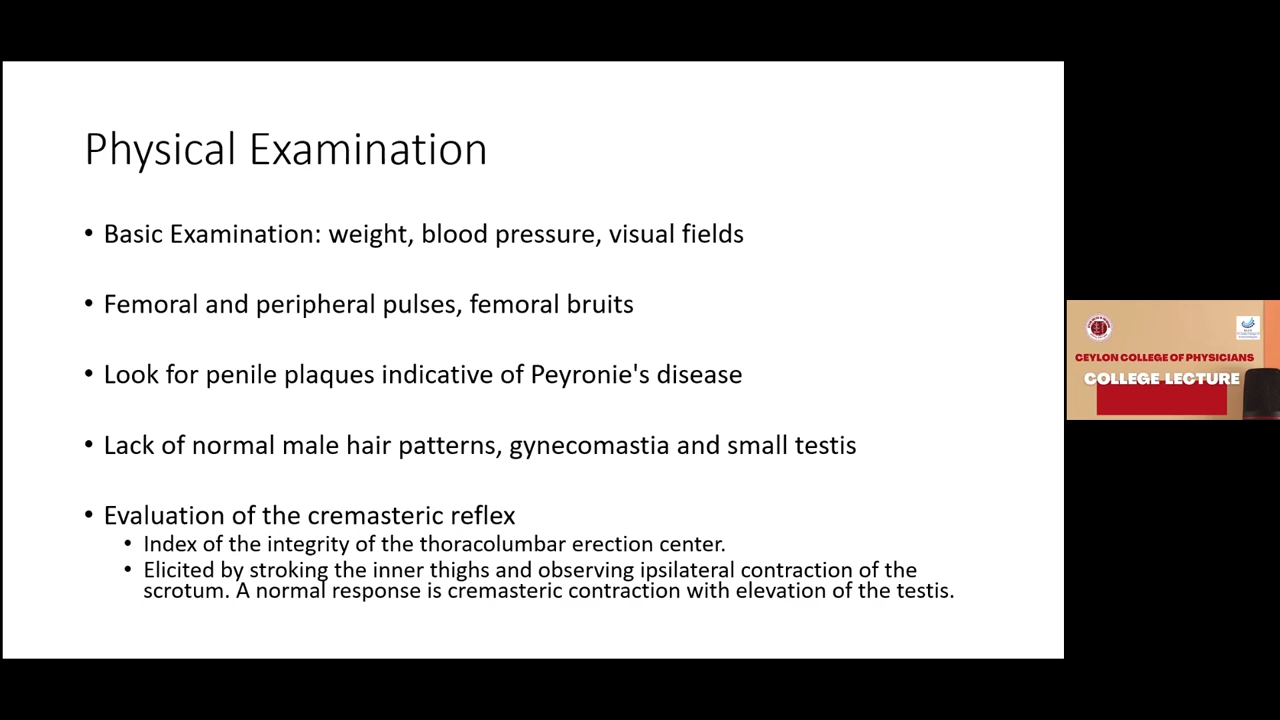 Physical Examination
• Basic Examination: weight, blood pressure, visual fields
• Femoral and peripheral pulses, femoral bruits
• Look for penile plaques indicative of Peyronie's disease
• Lack of normal male hair patterns, gynecomastia and small testis
• Evaluation of the cremasteric reflex
• Index of the integrity of the thoracolumbar erection center.
• Elicited by stroking the inner thighs and observing ipsilateral contraction of the
scrotum. A normal response is cremasteric contraction with elevation of the testis.
CEYLON COLLEGE OF PHYSICIANS
COLLEGE LECTURE